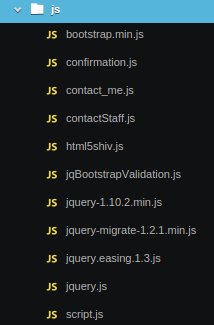 js
JS bootstrap.min.js
JS confirmation.js
JS contact_me.js
JS contactStaff.js
JS html5shiv.js
JS jqBootstrapValidation.js
JS jquery-1.10.2.min.js
JS jquery-migrate-1.2.1.min.js
JS jquery.easing.1.3.js
JS jquery.js
JS script.js